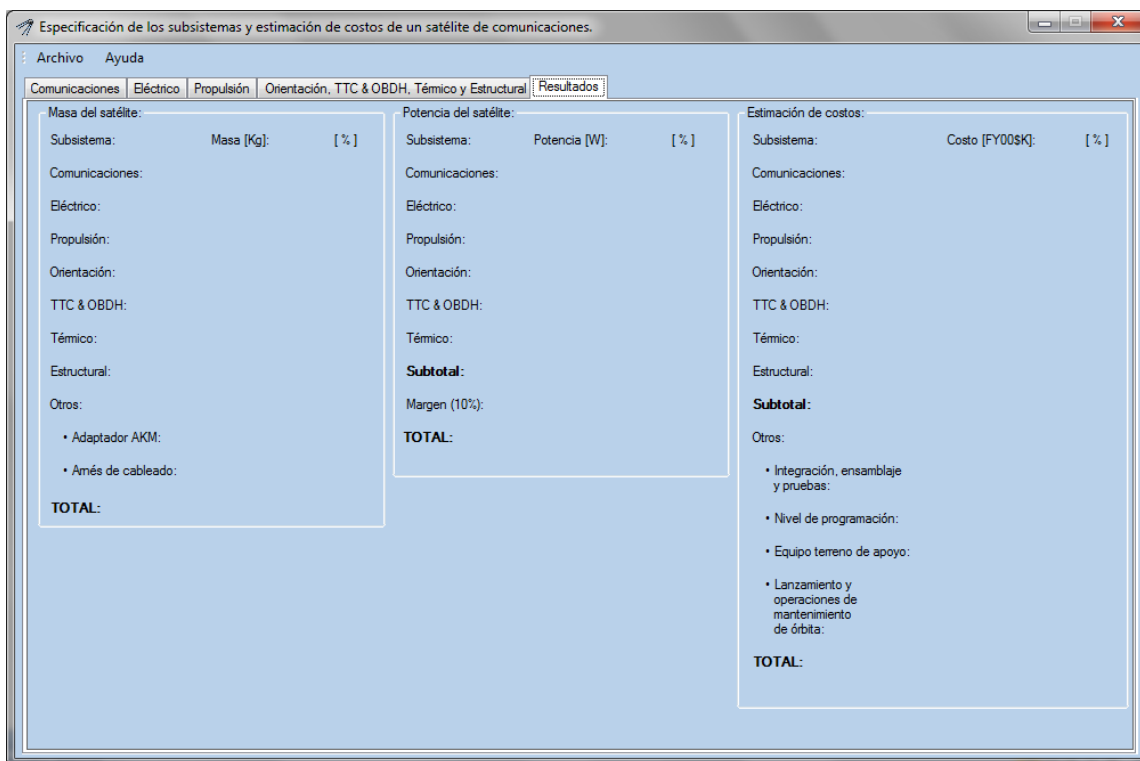 Especificación de los subsistemas y estimación de costos de un satélite de comunicaciones.
Archivo Ayuda
Comunicaciones Eléctrico Propulsión Orientación, TTC & OBDH, Térmico y Estructural Resultados
Masa del satélite:
Subsistema: Masa [Kg]: [ % ]
Comunicaciones:
Eléctrico:
Propulsión:
Orientación:
TTC & OBDH:
Térmico:
Estructural:
Otros:
• Adaptador AKM:
• Arnés de cableado:
TOTAL:
Potencia del satélite:
Subsistema: Potencia [W]: [ % ]
Comunicaciones:
Eléctrico:
Propulsión:
Orientación:
TTC & OBDH:
Térmico:
Subtotal:
Margen (10%):
TOTAL:
Estimación de costos:
Subsistema: Costo [FY00$K]: [ % ]
Comunicaciones:
Eléctrico:
Propulsión:
Orientación:
TTC & OBDH:
Térmico:
Estructural:
Subtotal:
Otros:
• Integración, ensamblaje
y pruebas:
• Nivel de programación:
• Equipo terreno de apoyo:
• Lanzamiento y
operaciones de
mantenimiento
de órbita:
TOTAL: